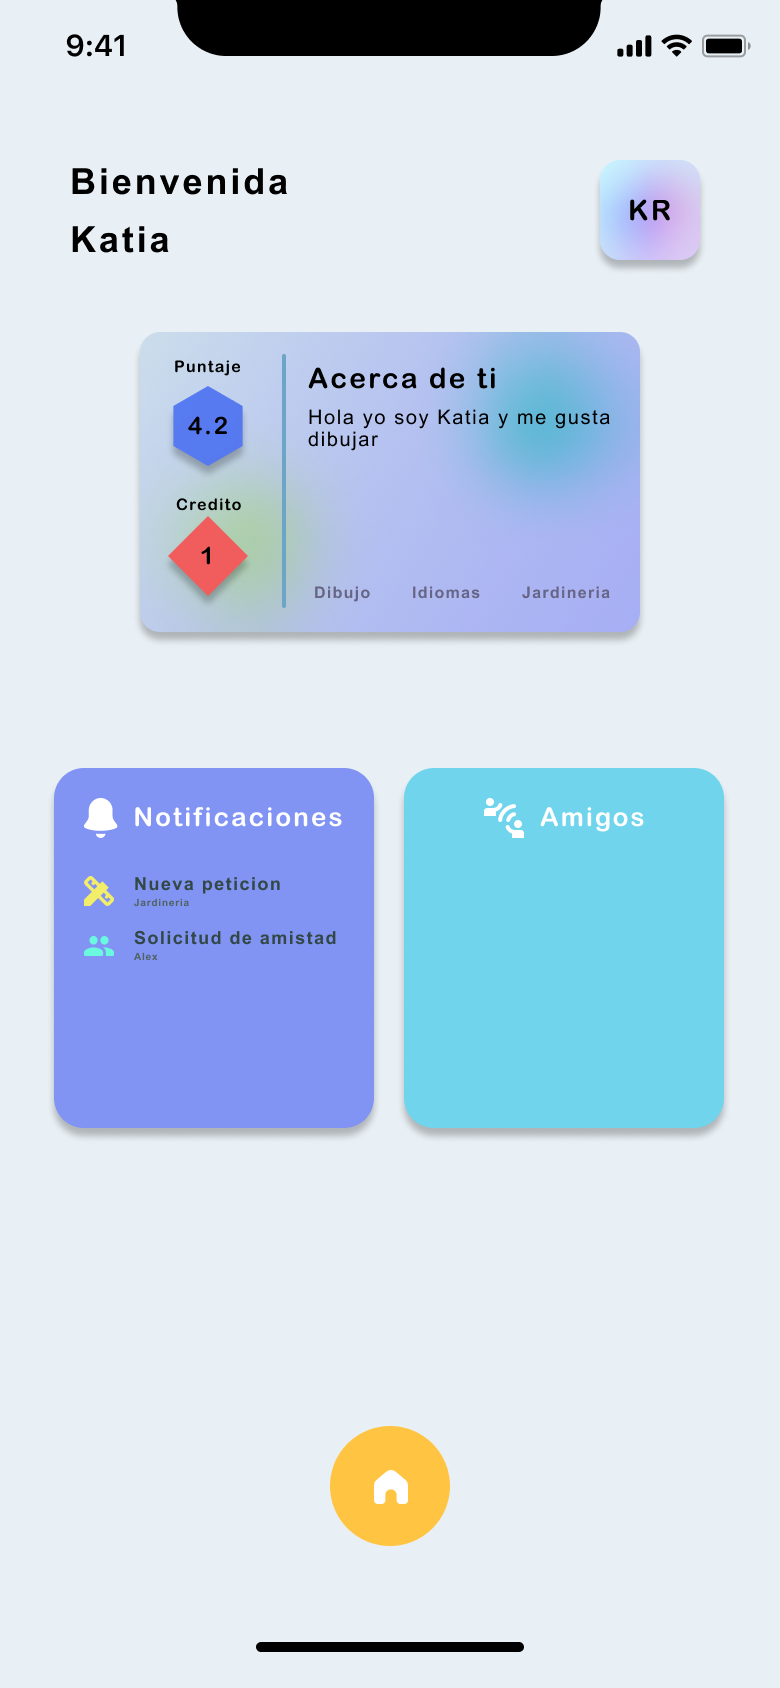 9:41
Bienvenida
Katia
KR
Puntaje
4.2
Credito
1
Acerca de ti
Hola yo soy Katia y me gusta
dibujar
Dibujo Idiomas Jardineria
Notificaciones
Nueva peticion
Jardineria
Solicitud de amistad
Alex
Amigos